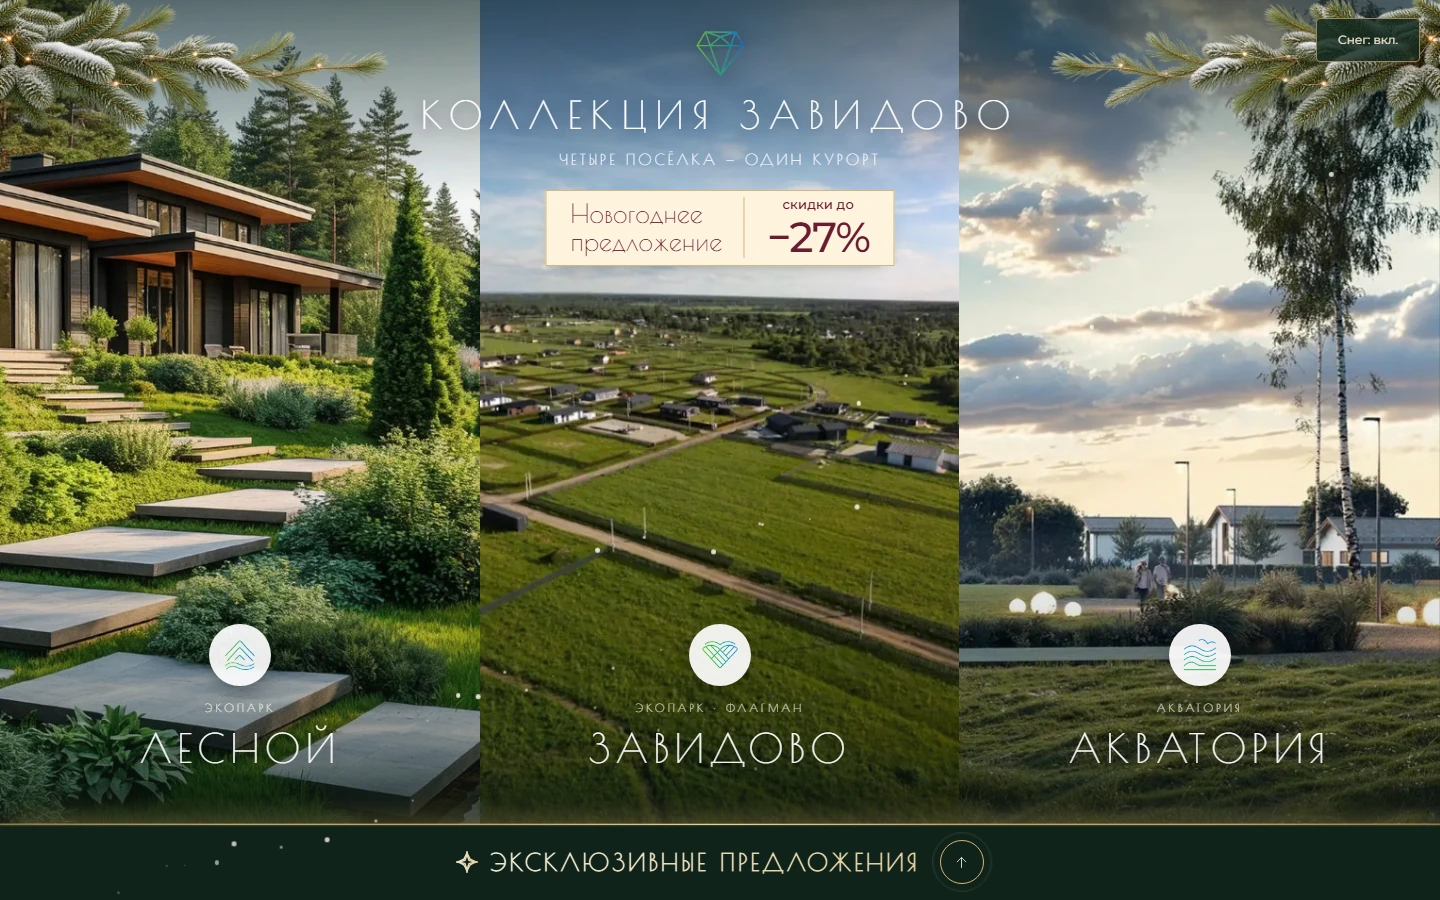 Снег: вкл.
КОЛЛЕКЦИЯ ЗАВИДОВО
ЧЕТЫРЕ ПОСЁЛКА – ОДИН КУРОРТ
Новогоднее
предложение
скидки до
–27%
ЭКОПАРК
ЛЕСНОЙ
ЭКОПАРК · ФЛАГМАН
ЗАВИДОВО
АКВАТОРИЯ
АКВАТОРИЯ
ЭКСКЛЮЗИВНЫЕ ПРЕДЛОЖЕНИЯ